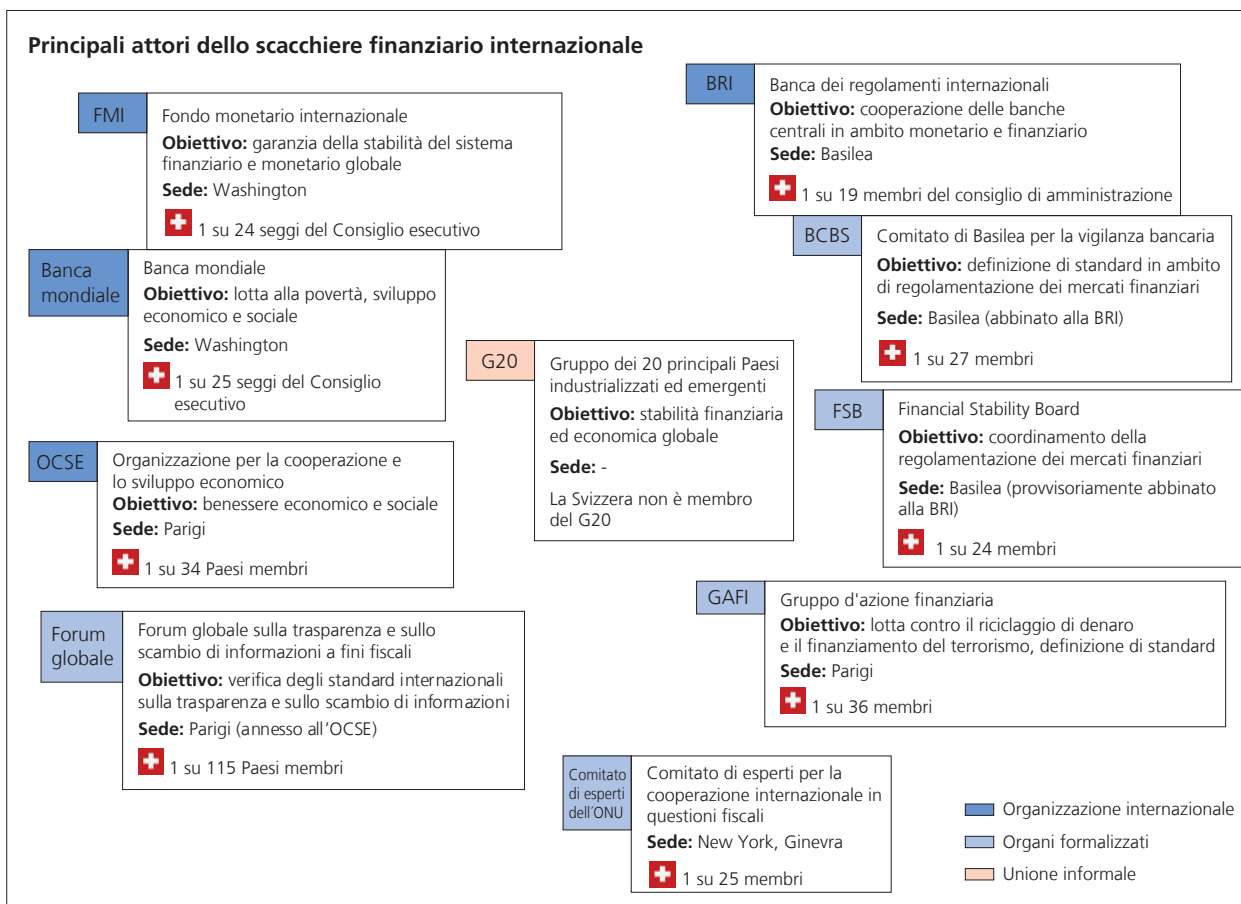 Principali attori dello scacchiere finanziario internazionale
FMI
Fondo monetario internazionale
Obiettivo: garanzia della stabilità del sistema
finanziario e monetario globale
Sede: Washington
1 su 24 seggi del Consiglio esecutivo
BRI
Banca dei regolamenti internazionali
Obiettivo: cooperazione delle banche
centrali in ambito monetario e finanziario
Sede: Basilea
1 su 19 membri del consiglio di amministrazione
Banca
mondiale
Banca mondiale
Obiettivo: lotta alla povertà, sviluppo
economico e sociale
Sede: Washington
1 su 25 seggi del Consiglio
esecutivo
BCBS
Comitato di Basilea per la vigilanza bancaria
Obiettivo: definizione di standard in ambito
di regolamentazione dei mercati finanziari
Sede: Basilea (abbinato alla BRI)
1 su 27 membri
G20
Gruppo dei 20 principali Paesi
industrializzati ed emergenti
Obiettivo: stabilità finanziaria
ed economica globale
Sede: -
La Svizzera non è membro
del G20
FSB
Financial Stability Board
Obiettivo: coordinamento della
regolamentazione dei mercati finanziari
Sede: Basilea (provvisoriamente abbinato
alla BRI)
1 su 24 membri
OCSE
Organizzazione per la cooperazione e
lo sviluppo economico
Obiettivo: benessere economico e sociale
Sede: Parigi
1 su 34 Paesi membri
GAFI
Gruppo d'azione finanziaria
Obiettivo: lotta contro il riciclaggio di denaro
e il finanziamento del terrorismo, definizione di standard
Sede: Parigi
1 su 36 membri
Forum
globale
Forum globale sulla trasparenza e sullo
scambio di informazioni a fini fiscali
Obiettivo: verifica degli standard internazionali
sulla trasparenza e sullo scambio di informazioni
Sede: Parigi (annesso all'OCSE)
1 su 115 Paesi membri
Comitato
di esperti
dell'ONU
Comitato di esperti per la
cooperazione internazionale in
questioni fiscali
Sede: New York, Ginevra
1 su 25 membri
Organizzazione internazionale
Organi formalizzati
Unione informale